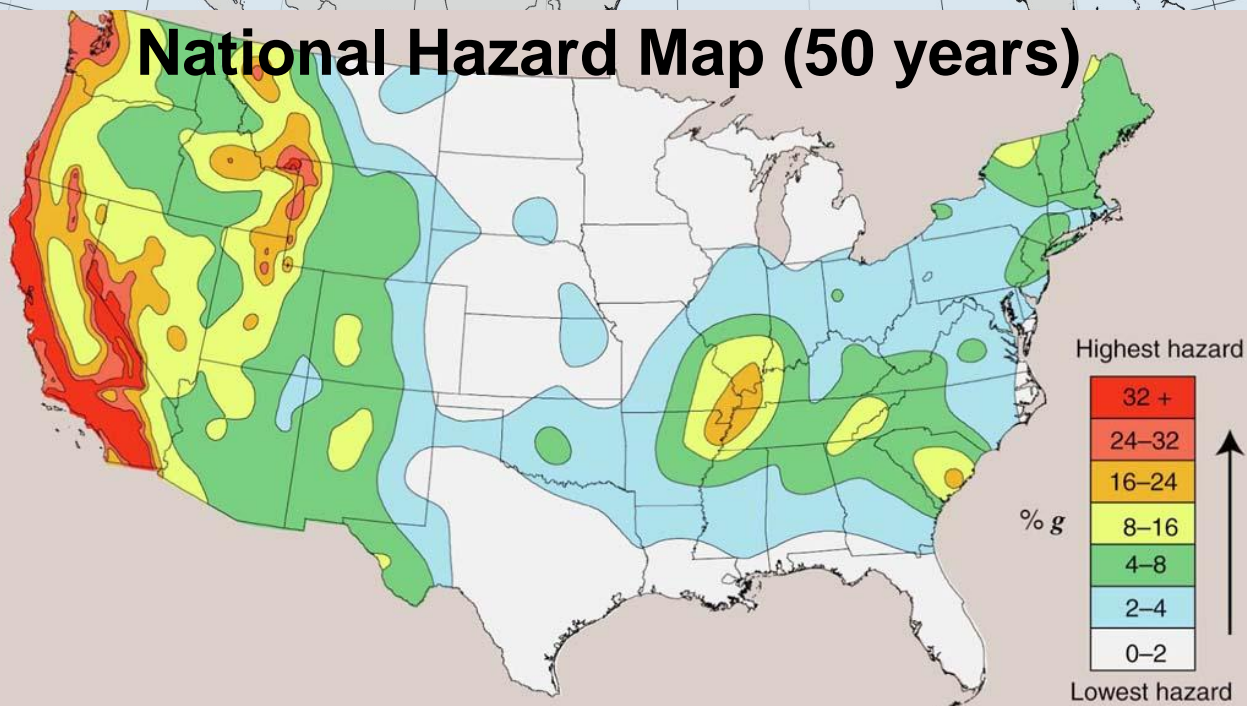 National Hazard Map (50 years)
Highest hazard
32 +
24–32
16–24
% g
8–16
4–8
2–4
0–2
Lowest hazard